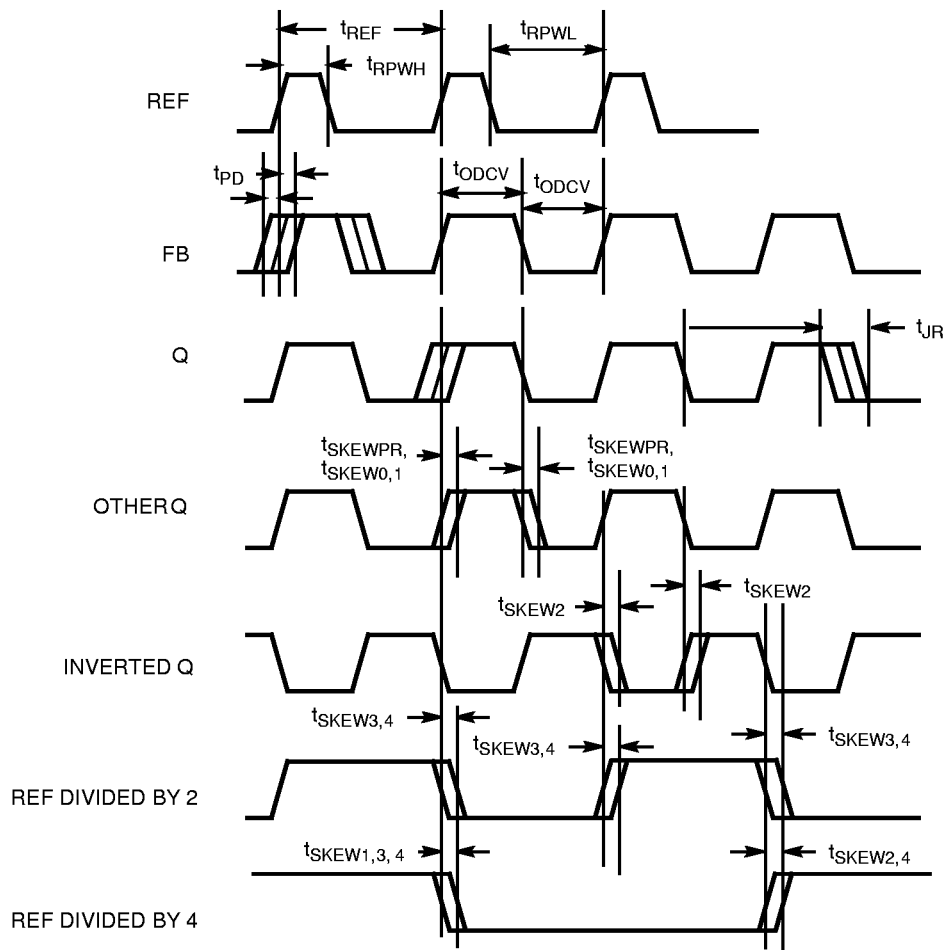 tREF
tRPWL
tRPWH
REF
tPD
tODCV
tODCV
FB
Q
tJR
tSKEWPR,
tSKEW0,1
tSKEWPR,
tSKEW0,1
OTHER Q
tSKEW2
tSKEW2
INVERTED Q
tSKEW3,4
tSKEW3,4
tSKEW3,4
REF DIVIDED BY 2
tSKEW1,3,4
tSKEW2,4
REF DIVIDED BY 4